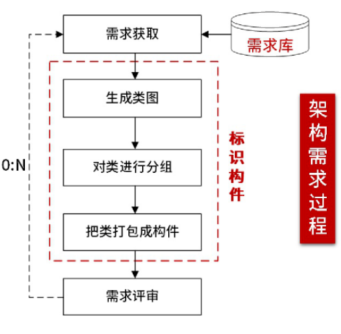 需求获取
需求库
生成类图
对类进行分组
把类打包成构件
需求评审
0:N
标识构件
架构需求过程